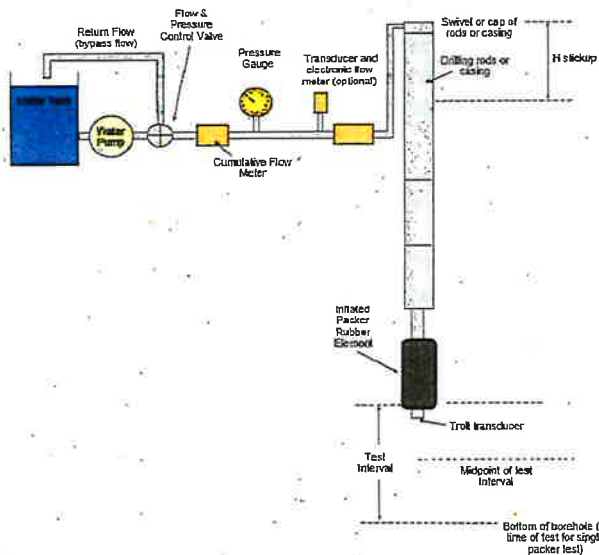 Flow &
Pressure
Control Valve
Return Flow
(bypass flow)
Pressure
Gauge
Transducer and
electronic flow
meter (optional)
Swivel or cap of
rods or casing
Drilling rods or
casing
H stickup
Water Tank
Water
Pump
Cumulative Flow
Meter
Inflated
Packer
Rubber
Element
Troll transducer
Test
Interval
Midpoint of test
Interval
Bottom of borehole (
time of test for singl
packer test)